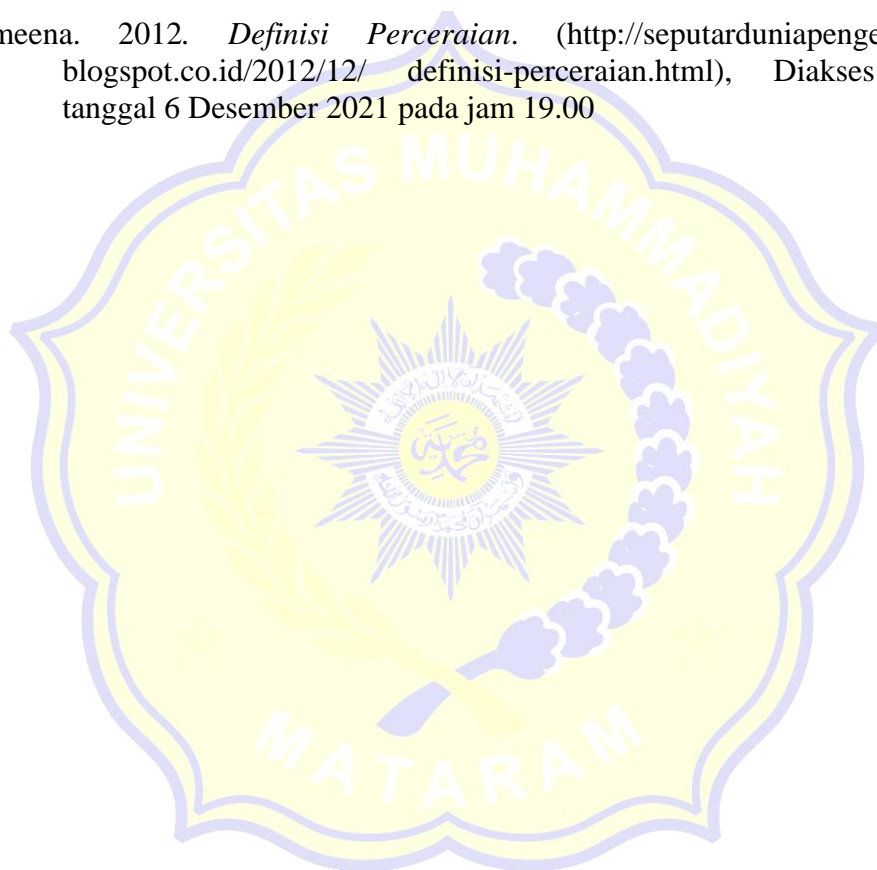 meena. 2012. Definisi Perceraian. (http://seputarduniapenge
blogspot.co.id/2012/12/ definisi-perceraian.html), Diakses
tanggal 6 Desember 2021 pada jam 19.00
UNIVERSITAS MUHAMMADIYAH
MATARAM